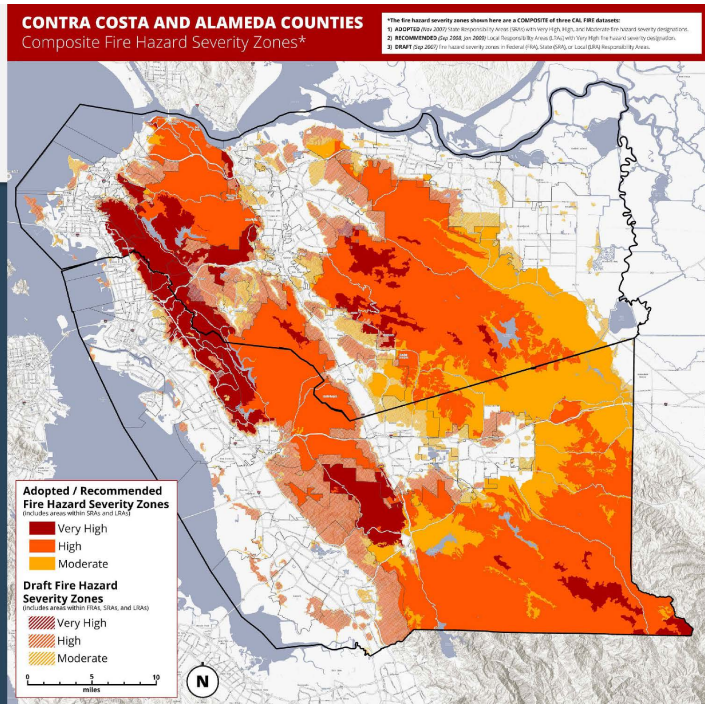 CONTRA COSTA AND ALAMEDA COUNTIES
Composite Fire Hazard Severity Zones*
*The fire hazard severity zones shown here are a COMPOSITE of three CAL FIRE datasets:
1) ADOPTED (Nov 2007) State Responsibility Areas (SRAs) with Very High, High, and Moderate fire hazard severity designations.
2) RECOMMENDED (Sep 2008, Jan 2009) Local Responsibility Areas (LRAs) with Very High fire hazard severity designation.
3) DRAFT (Sep 2007) Fire hazard severity zones in Federal (FRA), State (SRA), or Local (LRA) Responsibility Areas.
Adopted / Recommended
Fire Hazard Severity Zones
(includes areas within SRAs and LRAs)
Very High
High
Moderate
Draft Fire Hazard
Severity Zones
(includes areas within FRAs, SRAs, and LRAs)
Very High
High
Moderate
0 5 10
miles
N